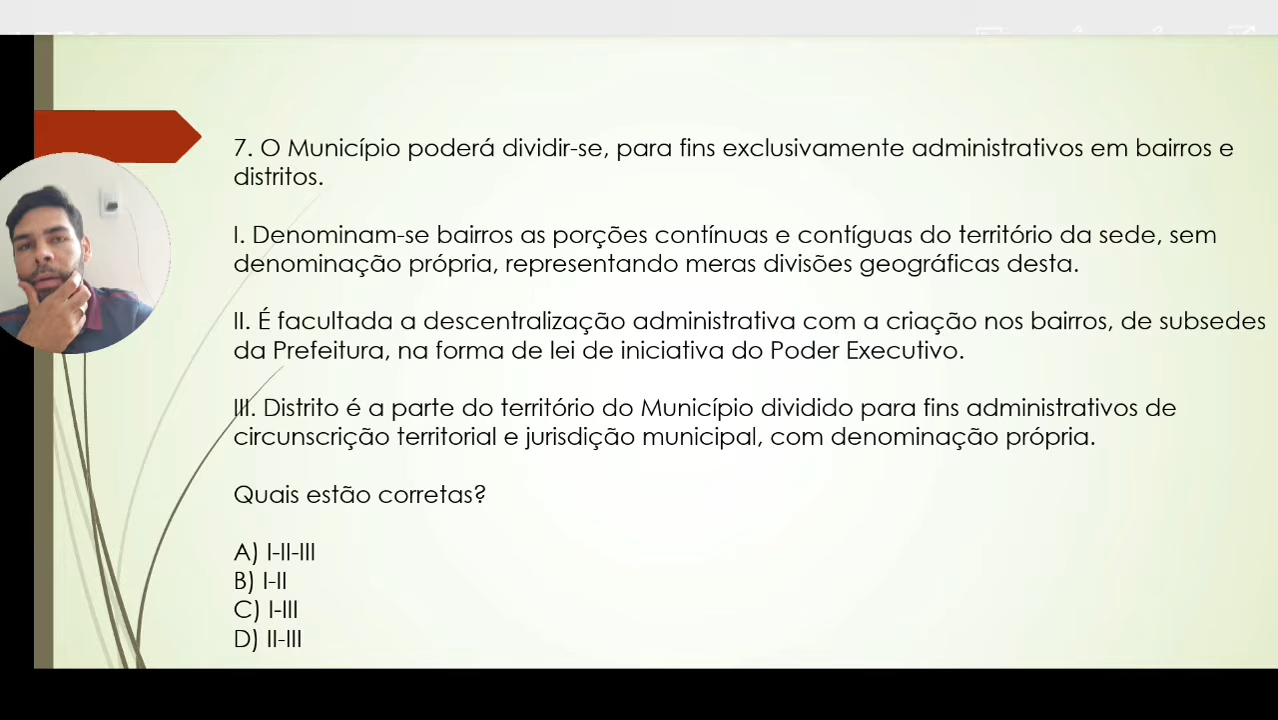 7. O Município poderá dividir-se, para fins exclusivamente administrativos em bairros e
distritos.
I. Denominam-se bairros as porções contínuas e contíguas do território da sede, sem
denominação própria, representando meras divisões geográficas desta.
II. É facultada a descentralização administrativa com a criação nos bairros, de subsedes
da Prefeitura, na forma de lei de iniciativa do Poder Executivo.
III. Distrito é a parte do território do Município dividido para fins administrativos de
circunscrição territorial e jurisdição municipal, com denominação própria.
Quais estão corretas?
A) I-II-III
B) I-II
C) I-III
D) II-III